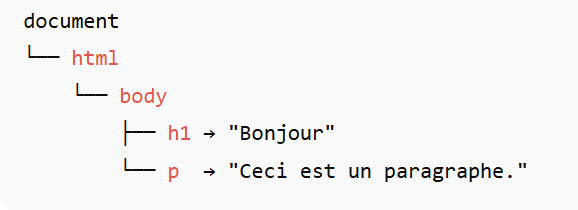 document
└── html
    └── body
        ├── h1 → "Bonjour"
        └── p  → "Ceci est un paragraphe."